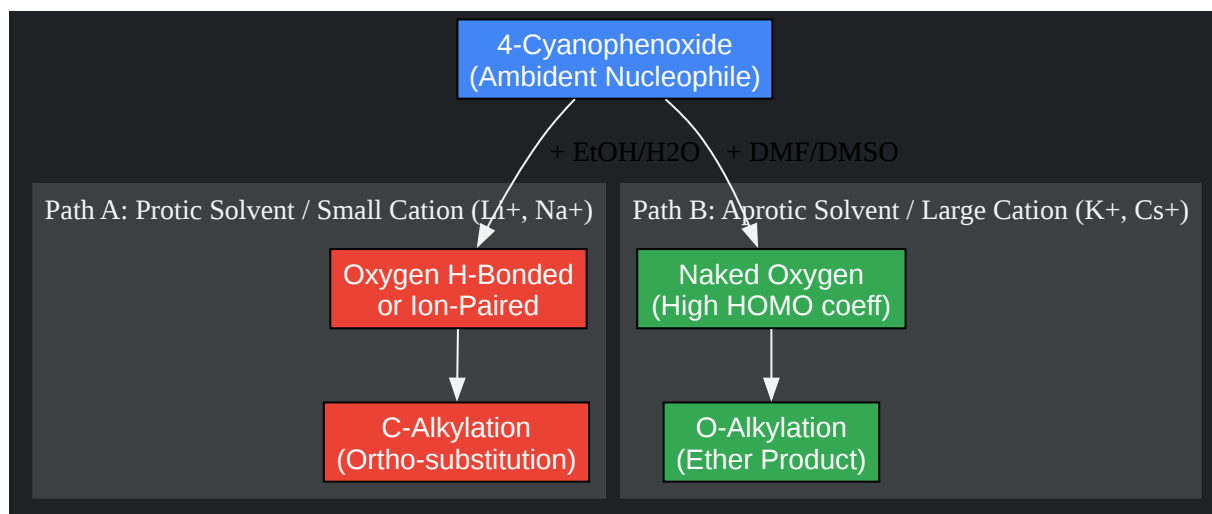 4-Cyanophenoxide
(Ambident Nucleophile)
+ EtOH/H2O
+ DMF/DMSO
Path A: Protic Solvent / Small Cation (Li+, Na+)
Path B: Aprotic Solvent / Large Cation (K+, Cs+)
Oxygen H-Bonded
or Ion-Paired
Naked Oxygen
(High HOMO coeff)
C-Alkylation
(Ortho-substitution)
O-Alkylation
(Ether Product)